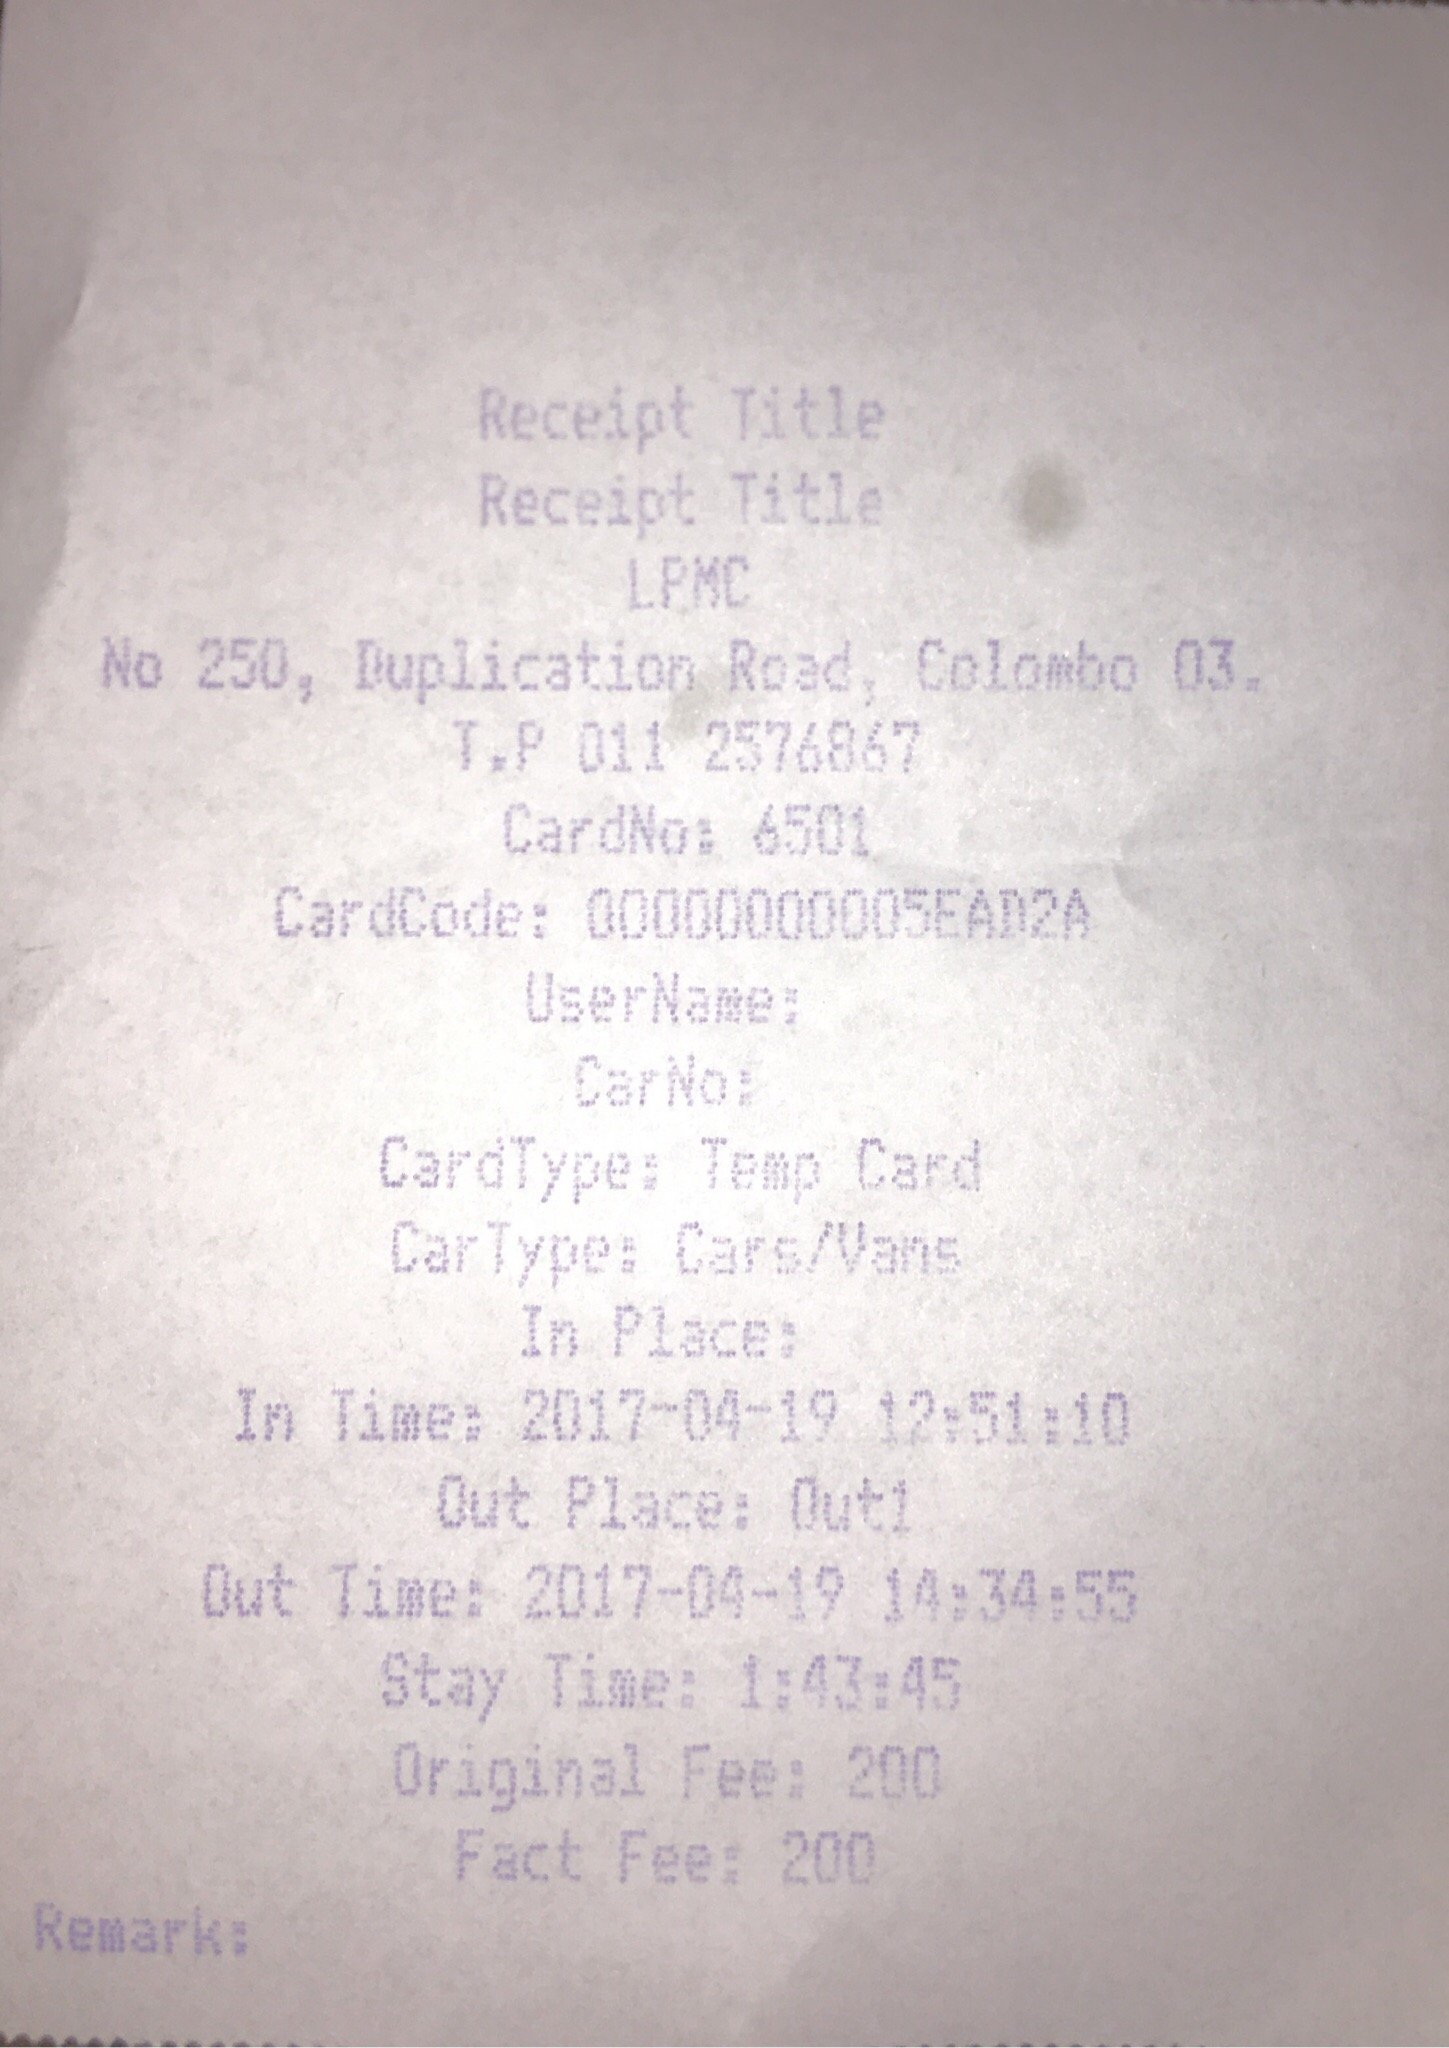 Receipt Title
Receipt Title
LPMC
No 250, Duplication Road, Colombo 03.
T.P 011 2576867
CardNo: 6501
CardCode: 00000000005EAD2A
UserName:
CarNo:
CardType: Temp Card
CarType: Cars/Vans
In Place:
In Time: 2017-04-19 12:51:10
Out Place: Out1
Out Time: 2017-04-19 14:34:55
Stay Time: 1:43:45
Original Fee: 200
Fact Fee: 200
Remark: